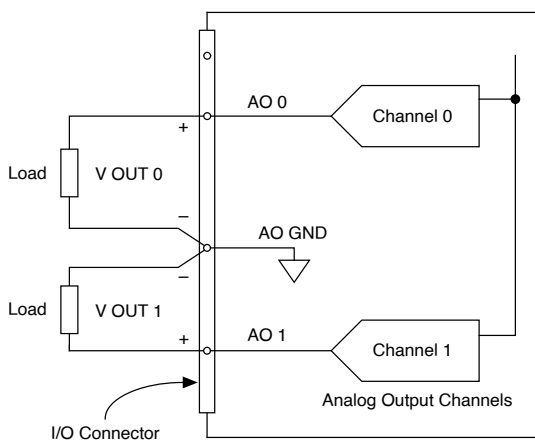 AO 0
Channel 0
+
Load
V OUT 0
–
AO GND
–
Load
V OUT 1
+
AO 1
Channel 1
Analog Output Channels
I/O Connector